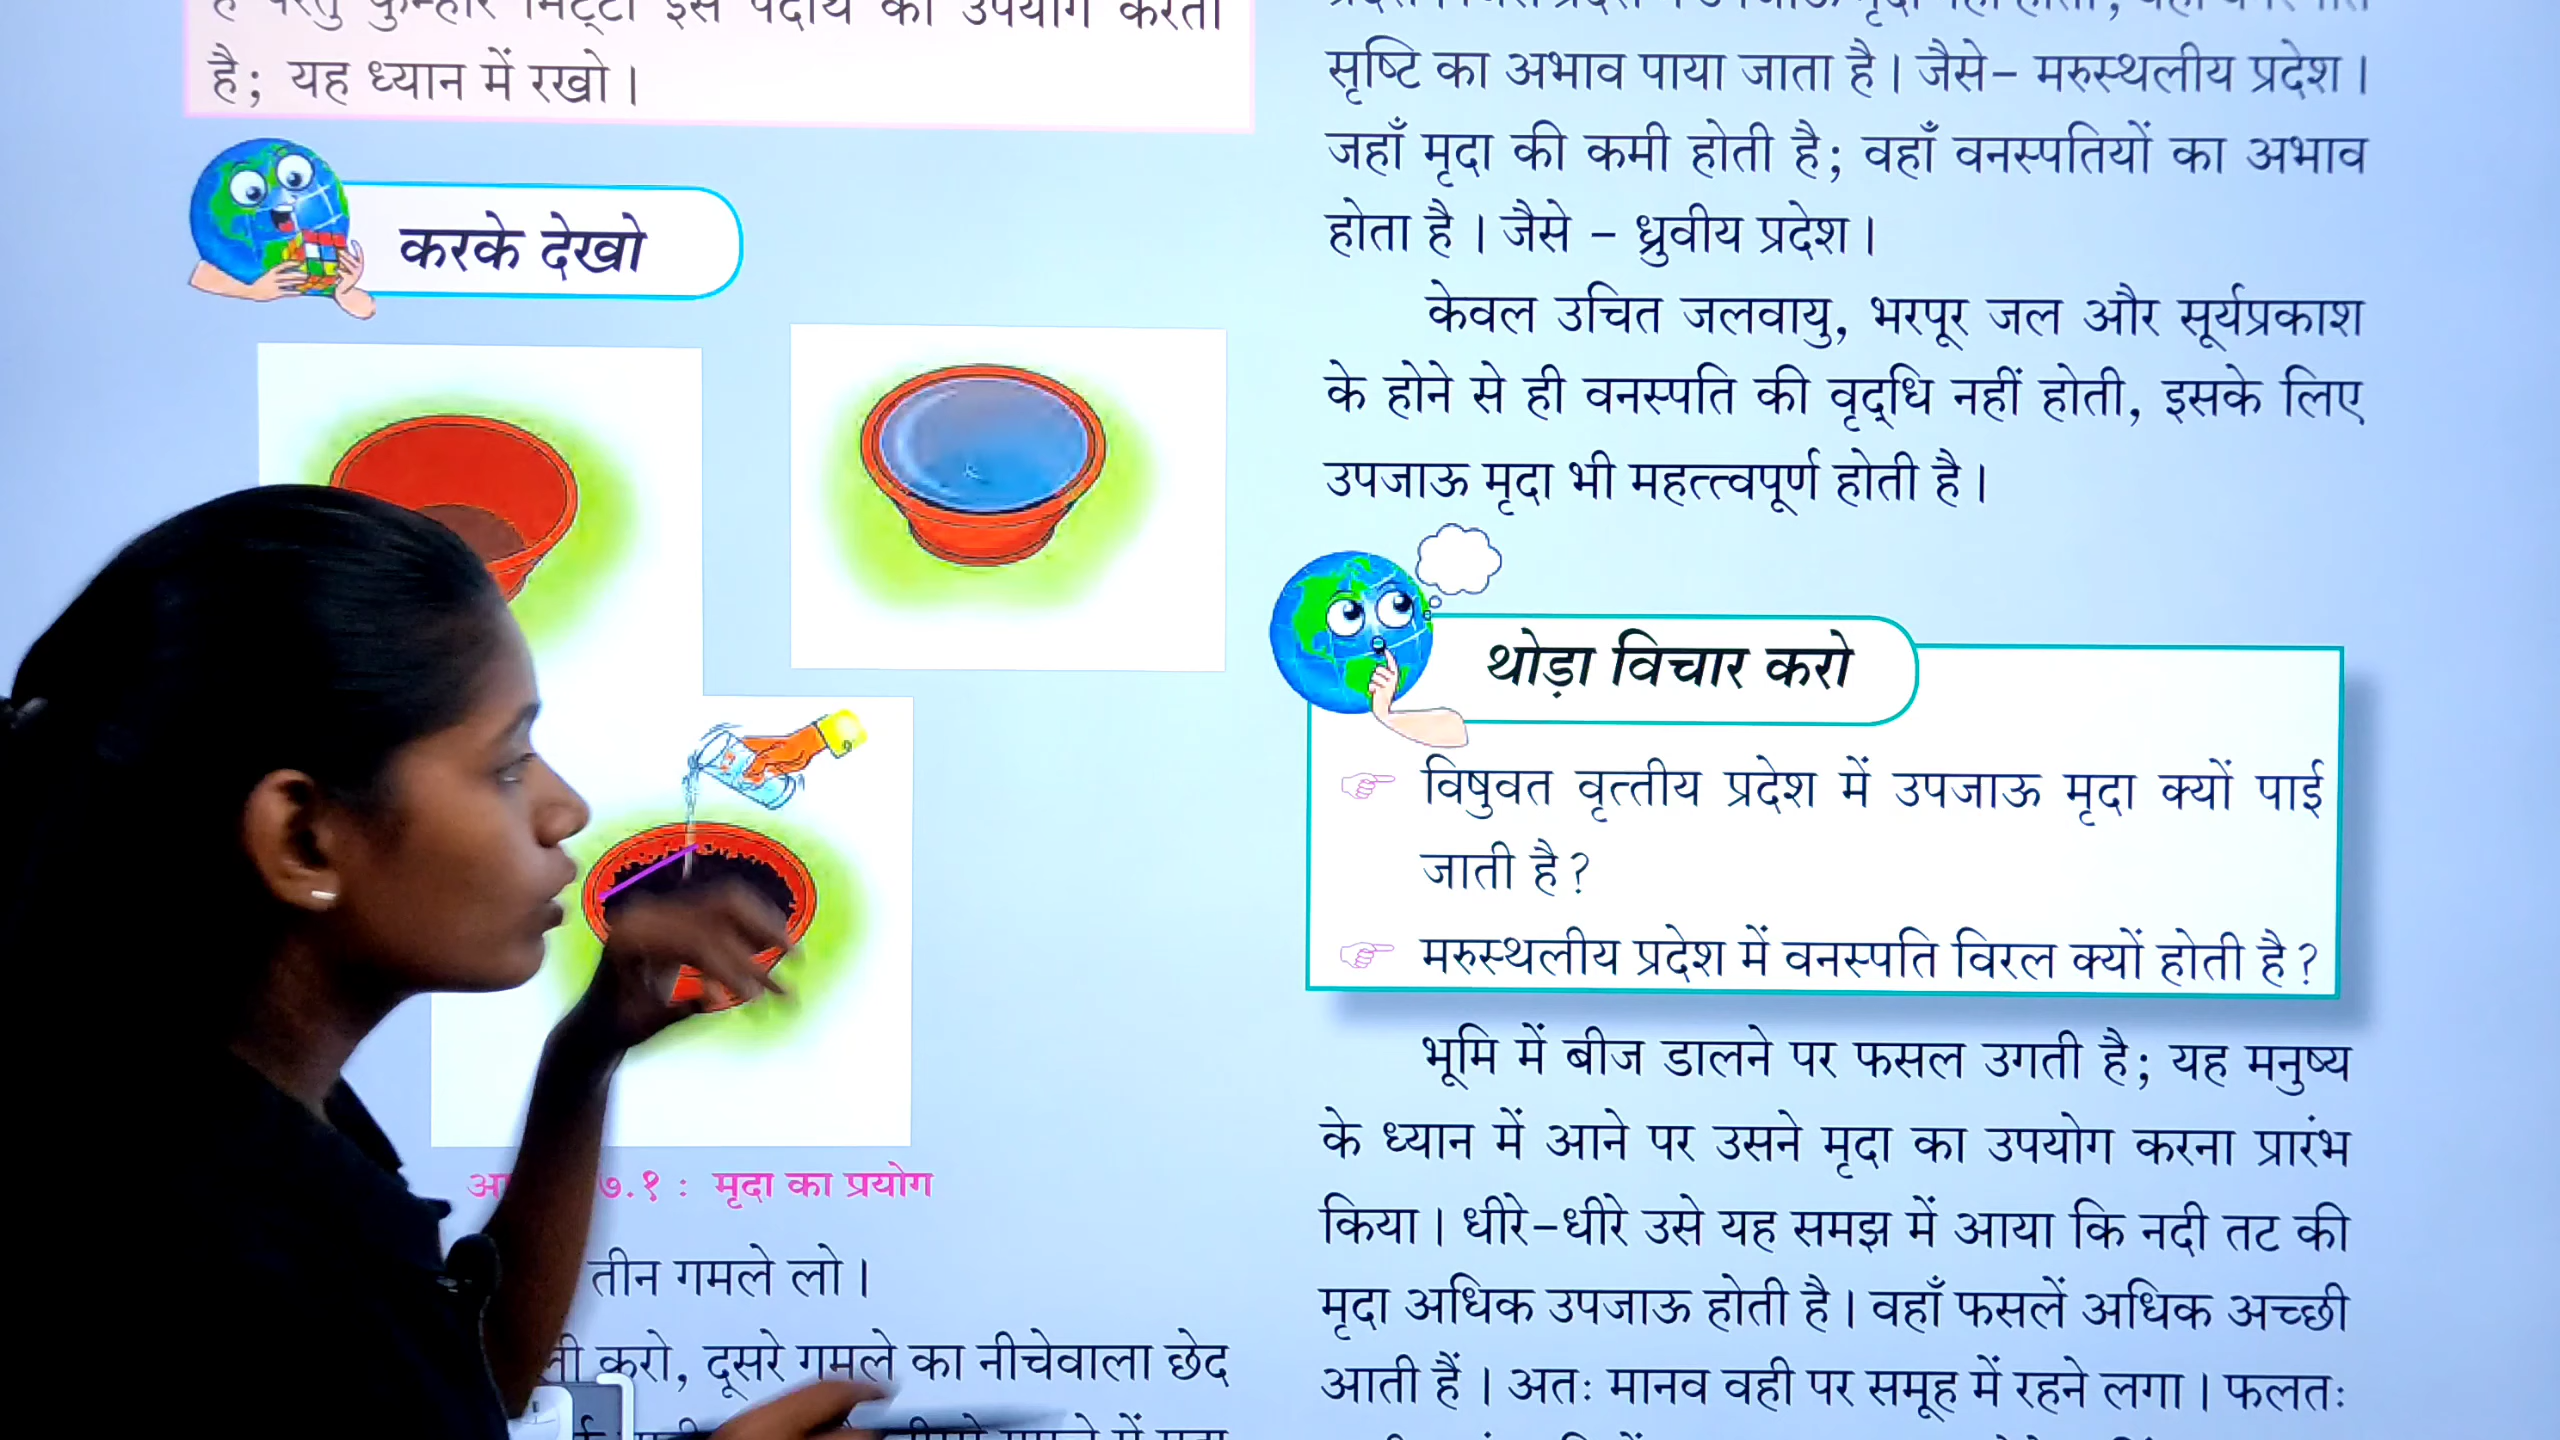 है; यह ध्यान में रखो।
करके देखो
७.१ : मृदा का प्रयोग
तीन गमले लो।
करो, दूसरे गमले का नीचेवाला छेद
सृष्टि का अभाव पाया जाता है। जैसे- मरुस्थलीय प्रदेश।
जहाँ मृदा की कमी होती है; वहाँ वनस्पतियों का अभाव
होता है। जैसे - ध्रुवीय प्रदेश।
केवल उचित जलवायु, भरपूर जल और सूर्यप्रकाश
के होने से ही वनस्पति की वृद्धि नहीं होती, इसके लिए
उपजाऊ मृदा भी महत्त्वपूर्ण होती है।
थोड़ा विचार करो
विषुवत वृत्तीय प्रदेश में उपजाऊ मृदा क्यों पाई
जाती है?
मरुस्थलीय प्रदेश में वनस्पति विरल क्यों होती है?
भूमि में बीज डालने पर फसल उगती है; यह मनुष्य
के ध्यान में आने पर उसने मृदा का उपयोग करना प्रारंभ
किया। धीरे-धीरे उसे यह समझ में आया कि नदी तट की
मृदा अधिक उपजाऊ होती है। वहाँ फसलें अधिक अच्छी
आती हैं। अतः मानव वही पर समूह में रहने लगा। फलतः